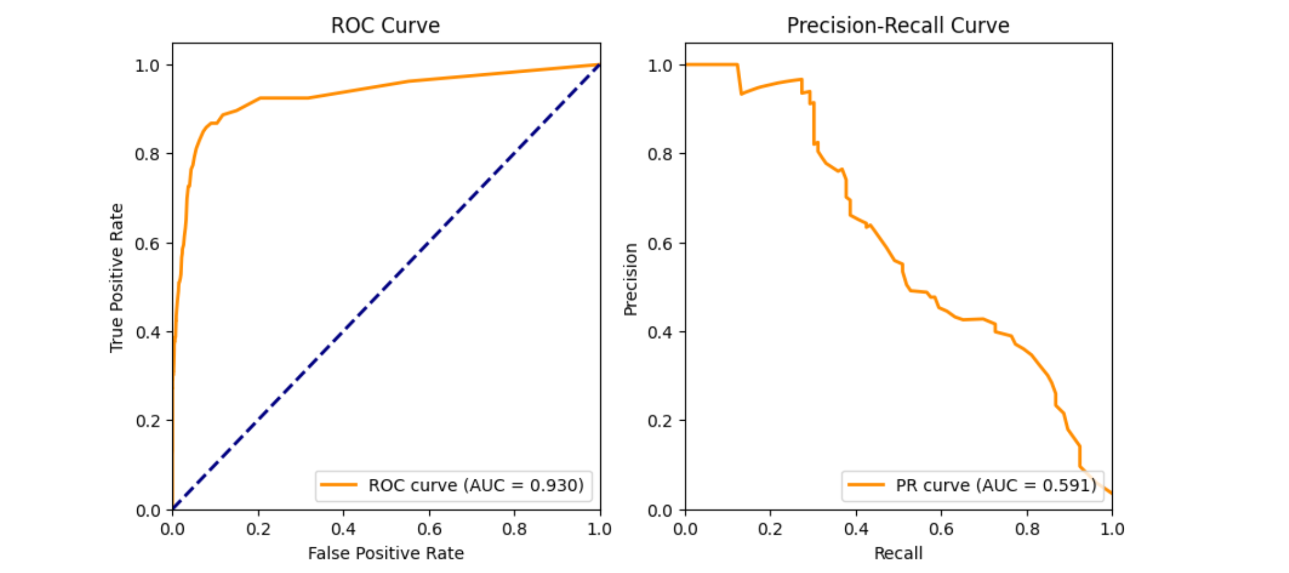 ROC Curve
True Positive Rate
1.0
0.8
0.6
0.4
0.2
0.0
0.0 0.2 0.4 0.6 0.8 1.0
False Positive Rate
ROC curve (AUC = 0.930)
Precision-Recall Curve
Precision
1.0
0.8
0.6
0.4
0.2
0.0
0.0 0.2 0.4 0.6 0.8 1.0
Recall
PR curve (AUC = 0.591)